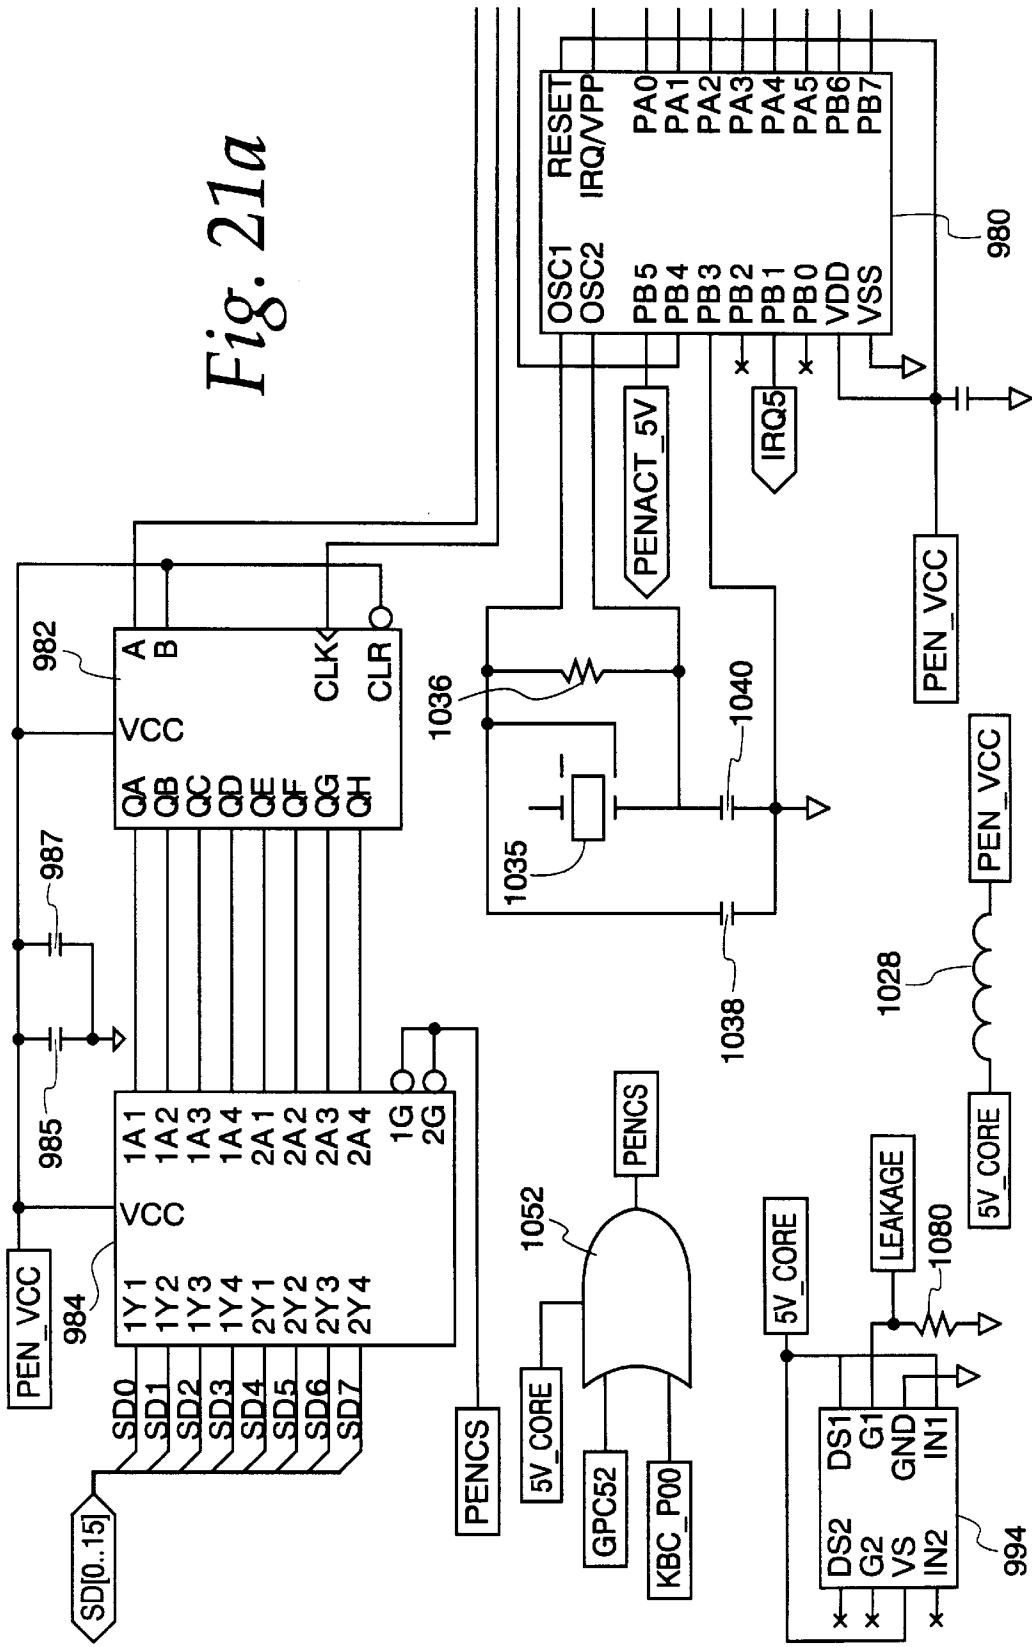 Fig. 21a
SD[0..15]
SD0
SD1
SD2
SD3
SD4
SD5
SD6
SD7
PEN_VCC
984
VCC
1Y1
1Y2
1Y3
1Y4
2Y1
2Y2
2Y3
2Y4
1A1
1A2
1A3
1A4
2A1
2A2
2A3
2A4
1G
2G
PENCS
985
987
982
VCC
QA
QB
QC
QD
QE
QF
QG
QH
A
B
CLK
CLR
5V_CORE
GPC52
KBC_P00
1052
PENCS
1035
1036
1038
1040
PENACT_5V
IRQ5
OSC1
OSC2
PB5
PB4
PB3
PB2
PB1
PB0
VDD
VSS
RESET
IRQ/VPP
PA0
PA1
PA2
PA3
PA4
PA5
PB6
PB7
980
PEN_VCC
5V_CORE
LEAKAGE
1080
DS2
G2
VS
IN2
DS1
G1
GND
IN1
994
5V_CORE
1028
PEN_VCC